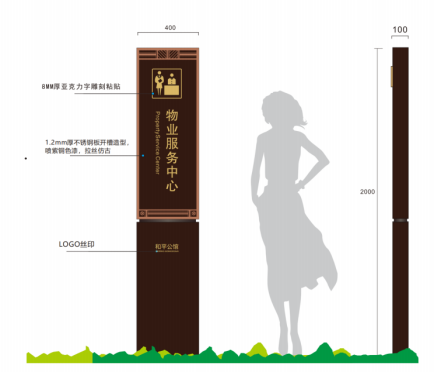 400
100
8MM厚亚克力字雕刻粘贴
物业服务中心
Property Service Center
1.2mm厚不锈钢板开槽造型,
喷紫铜色漆, 拉丝仿古
2000
LOGO丝印
和平公馆